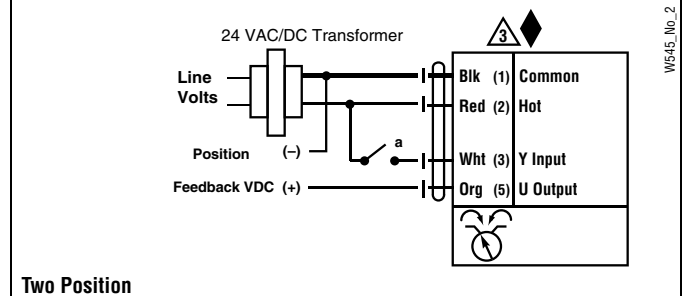 24 VAC/DC Transformer
3
W545_No_2
Line
Volts
Blk (1) Common
Red (2) Hot
a
Position (–)
Wht (3) Y Input
Feedback VDC (+)
Org (5) U Output
Two Position